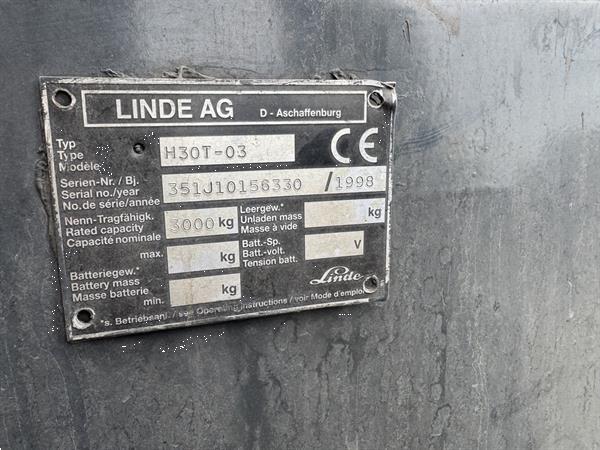 LINDE AG D - Aschaffenburg
Typ
Type
Modèle
H30T-03
CE
Serien-Nr. / Bj.
Serial no./year
No. de série/année
351J10156330 / 1998
Nenn-Tragfähigk.
Rated capacity
Capacité nominale
3000 kg
Leergew.*
Unladen mass
Masse à vide
kg
max.
kg
Batt.-Sp.
Batt.-volt.
Tension batt.
V
Batteriegew.*
Battery mass
Masse batterie
min.
kg
Linde
*s. Betriebsanl. / see Operating Instructions / voir Mode d'emploi